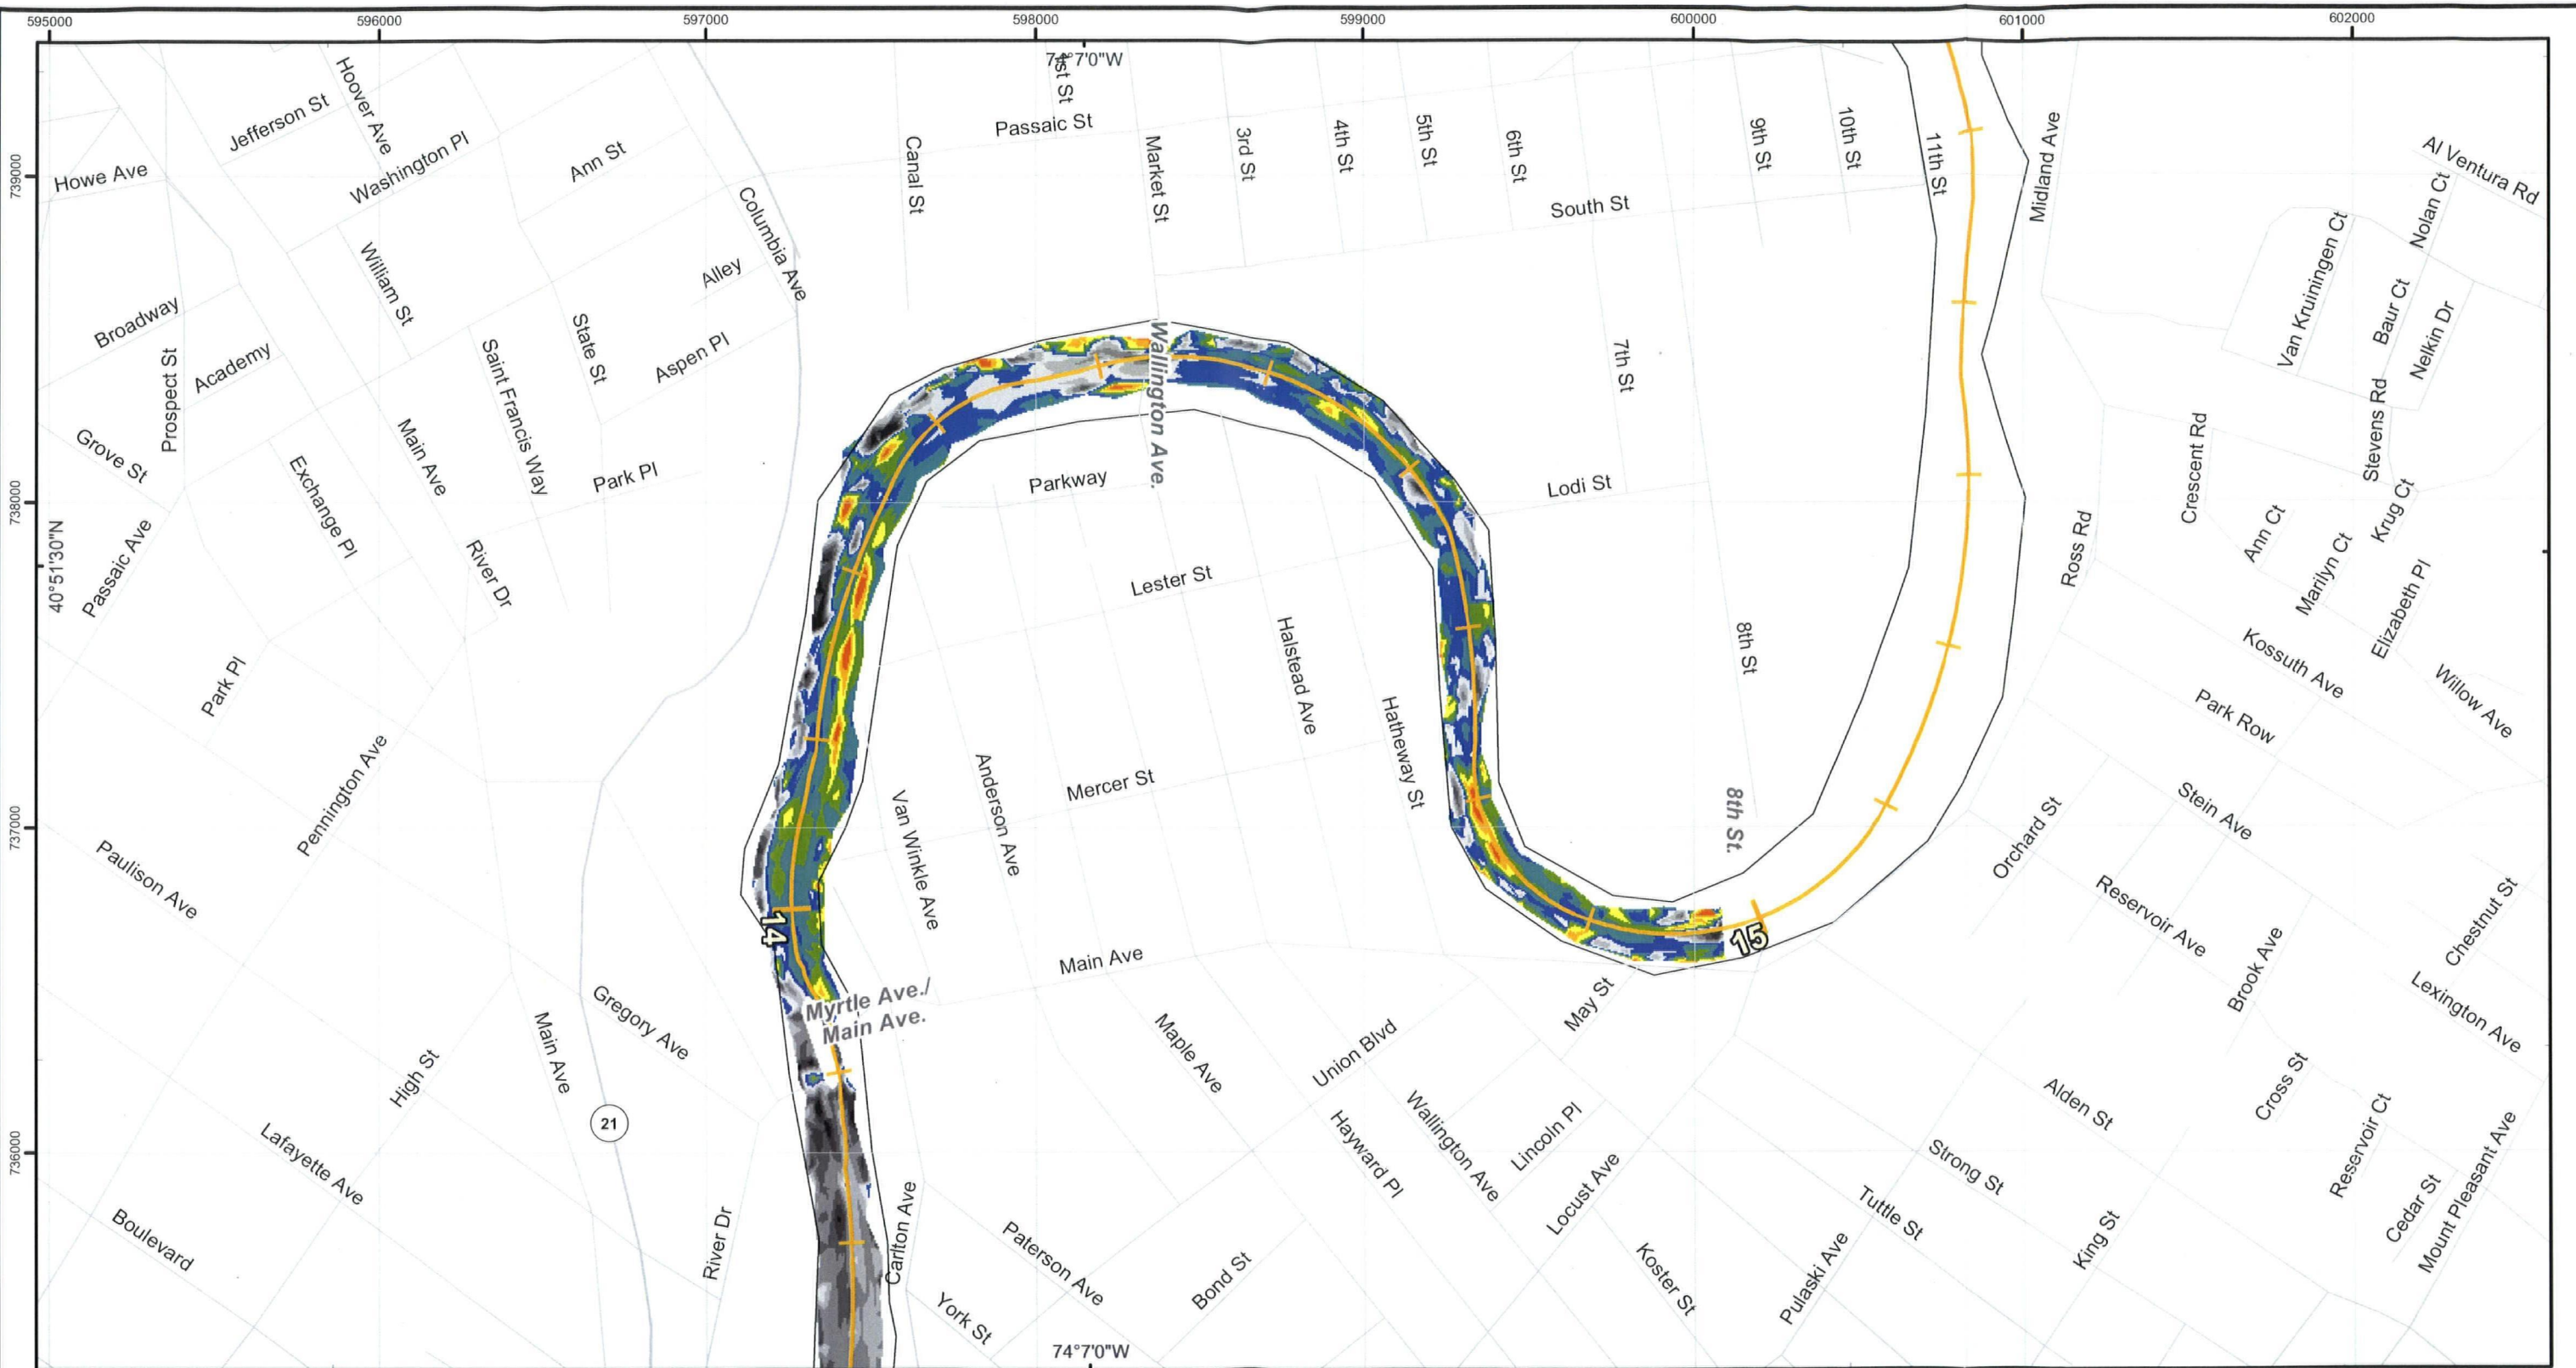 595000
596000
597000
598000
599000
600000
601000
602000
74°7'0"W
1st St
Hoover Ave
Jefferson St
Passaic St
Washington Pl
Howe Ave
Ann St
Canal St
Market St
3rd St
4th St
5th St
6th St
9th St
10th St
11th St
Midland Ave
Al Ventura Rd
739000
Columbia Ave
South St
Nolan Ct
Van Kruiningen Ct
William St
Alley
Broadway
State St
Aspen Pl
Baur Ct
Nelkin Dr
Prospect St
Academy
Saint Francis Way
Wallington Ave.
7th St
Stevens Rd
Main Ave
Grove St
Exchange Pl
Park Pl
Parkway
Lodi St
Crescent Rd
Krug Ct
738000
40°51'30"N
Passaic Ave
River Dr
Ross Rd
Ann Ct
Marilyn Ct
Lester St
Elizabeth Pl
Halstead Ave
8th St
Park Pl
Kossuth Ave
Willow Ave
Park Row
Pennington Ave
Hatheway St
Mercer St
Anderson Ave
Van Winkle Ave
8th St.
Orchard St
Stein Ave
737000
Paulison Ave
14
15
Reservoir Ave
Chestnut St
Main Ave
Brook Ave
Myrtle Ave./
Main Ave.
May St
Lexington Ave
Gregory Ave
Main Ave
High St
Maple Ave
Union Blvd
21
Wallington Ave
Hayward Pl
Lincoln Pl
Alden St
Cross St
Reservoir Ct
Mount Pleasant Ave
736000
Lafayette Ave
Locust Ave
Strong St
Tuttle St
Cedar St
Boulevard
River Dr
Carlton Ave
Paterson Ave
Bond St
Koster St
Pulaski Ave
King St
York St
74°7'0"W